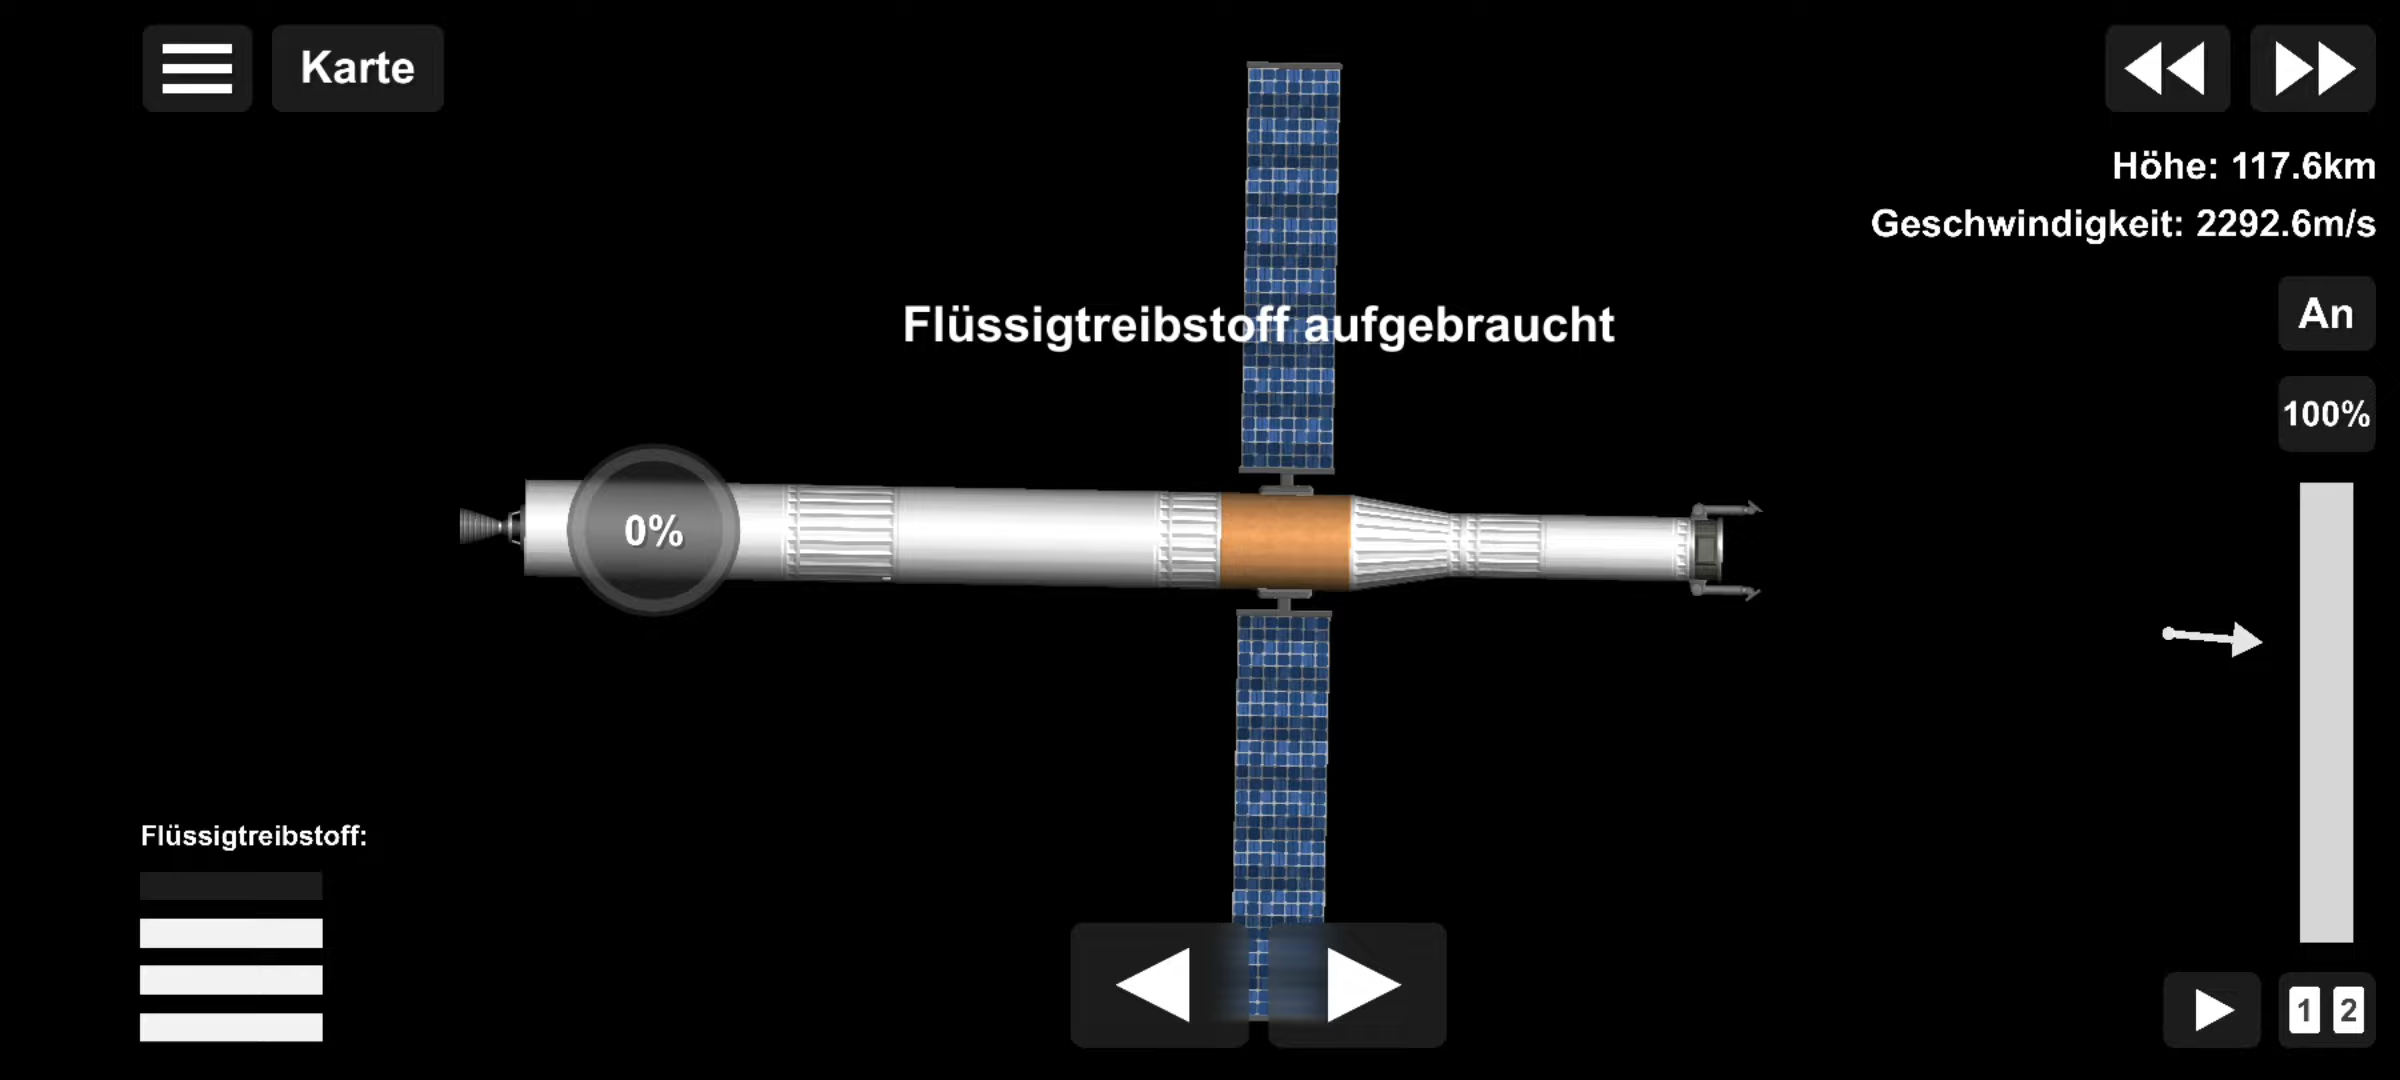 Karte
Höhe: 117.6km
Geschwindigkeit: 2292.6m/s
An
Flüssigtreibstoff aufgebraucht
100%
0%
Flüssigtreibstoff:
1 2